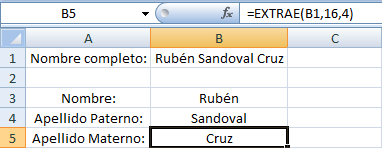 B5 fx =EXTRAE(B1,16,4)
A B C
1 Nombre completo: Rubén Sandoval Cruz
2
3 Nombre: Rubén
4 Apellido Paterno: Sandoval
5 Apellido Materno: Cruz